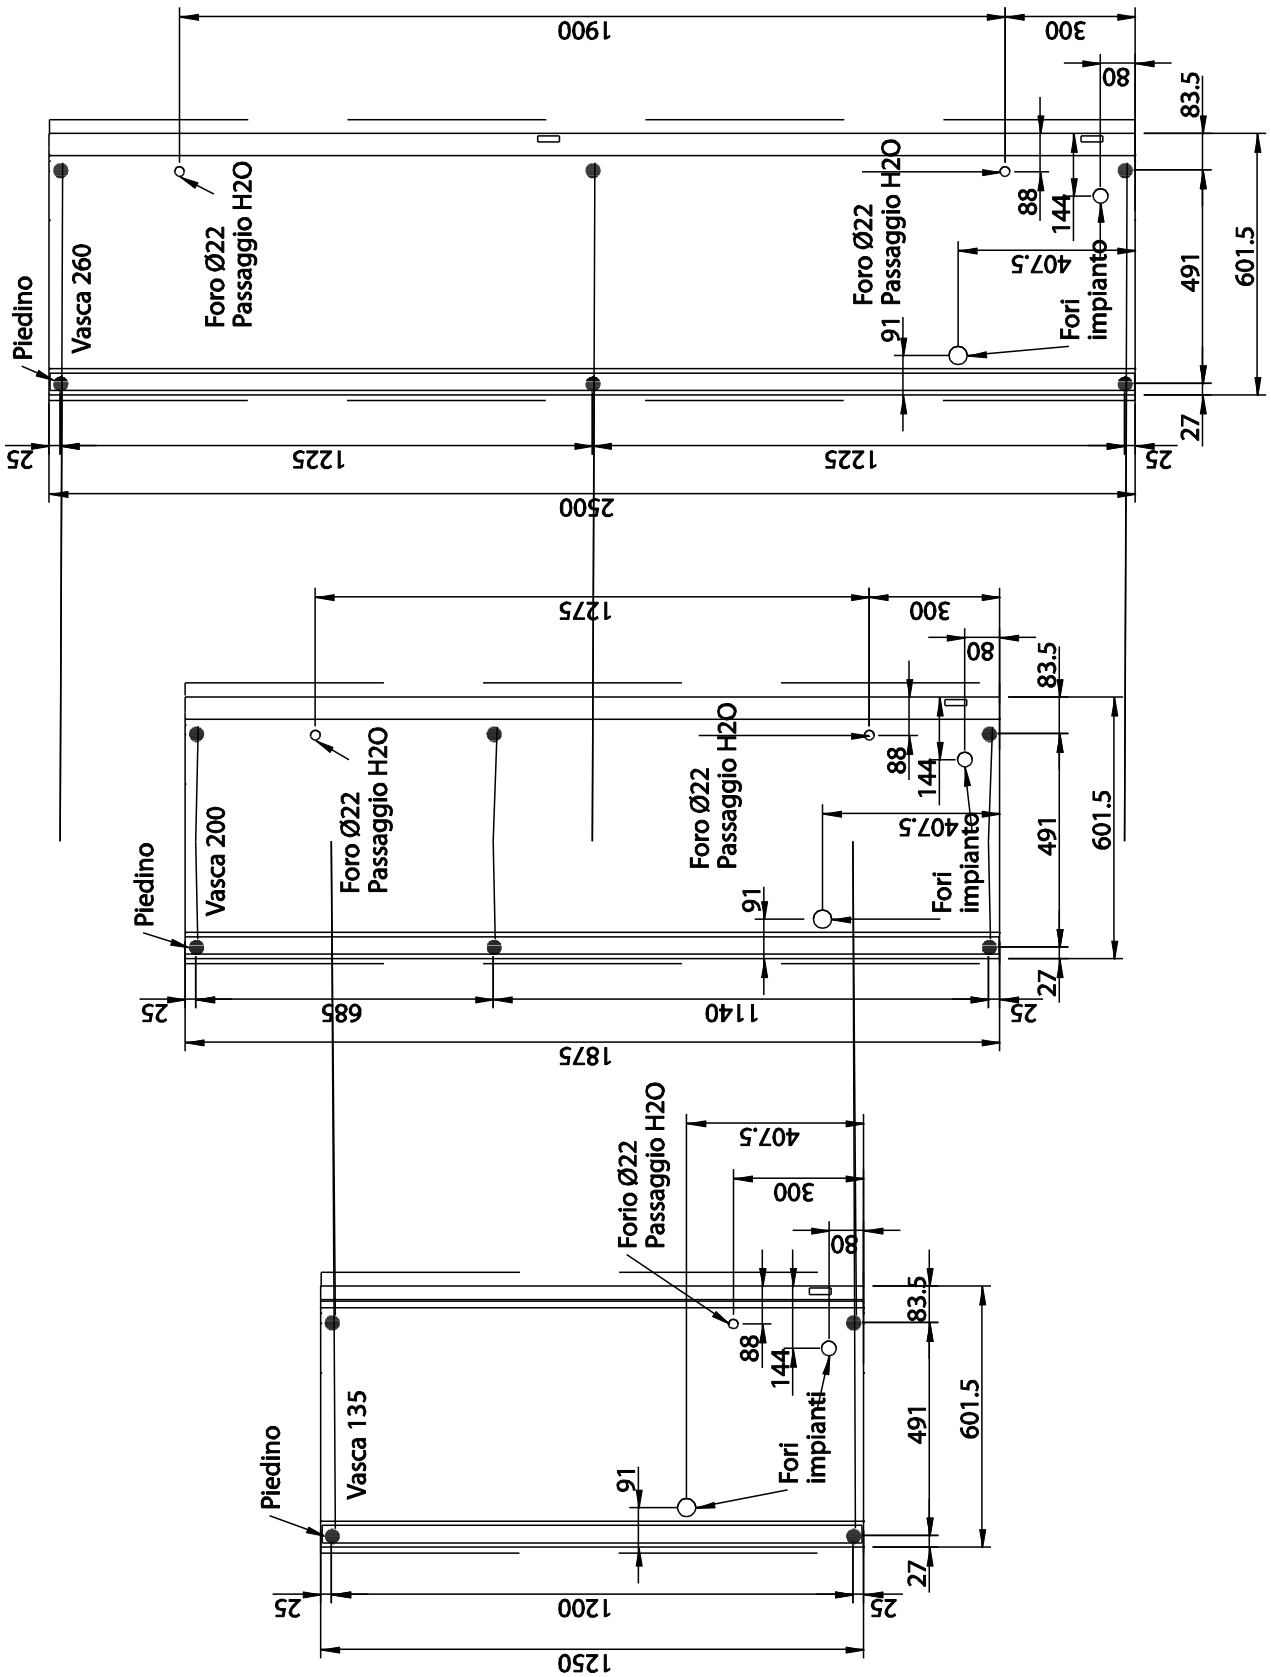 1900
300
80
83.5
Foro Ø22
Passaggio H2O
Foro Ø22
Passaggio H2O
88
144
Piedino
Vasca 260
407.5
491
601.5
91
Fori
impianto
27
25
1225
1225
25
2500
1275
300
80
83.5
Foro Ø22
Passaggio H2O
Foro Ø22
Passaggio H2O
88
144
Piedino
Vasca 200
407.5
491
601.5
91
Fori
impianto
27
25
685
1140
25
1875
Forio Ø22
Passaggio H2O
407.5
300
80
83.5
88
144
Piedino
Vasca 135
491
601.5
91
Fori
impianti
27
25
1200
25
1250